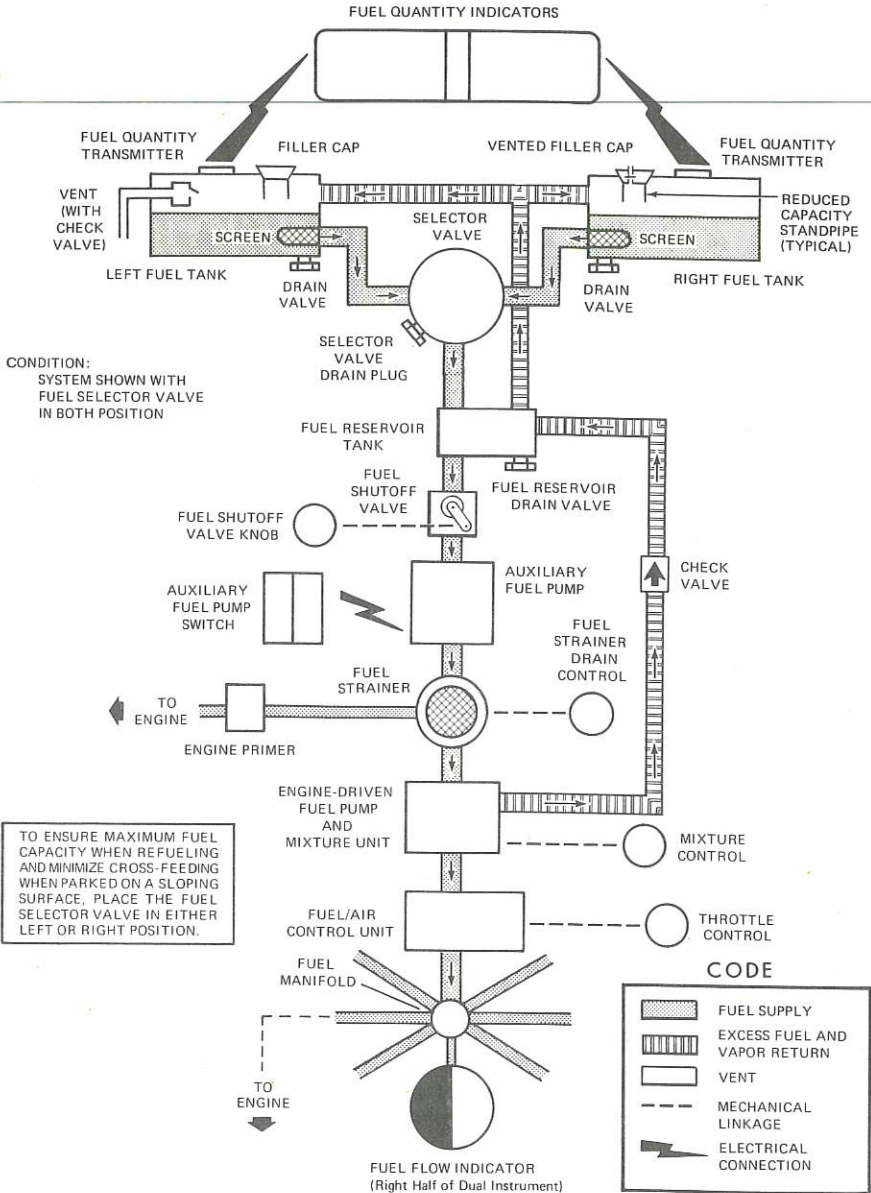 FUEL QUANTITY INDICATORS
FUEL QUANTITY
TRANSMITTER
FILLER CAP
VENTED FILLER CAP
FUEL QUANTITY
TRANSMITTER
VENT
(WITH
CHECK
VALVE)
SELECTOR
VALVE
REDUCED
CAPACITY
STANDPIPE
(TYPICAL)
SCREEN
SCREEN
LEFT FUEL TANK
RIGHT FUEL TANK
DRAIN
VALVE
DRAIN
VALVE
SELECTOR
VALVE
DRAIN PLUG
CONDITION:
SYSTEM SHOWN WITH
FUEL SELECTOR VALVE
IN BOTH POSITION
FUEL RESERVOIR
TANK
FUEL
SHUTOFF
VALVE
FUEL RESERVOIR
DRAIN VALVE
FUEL SHUTOFF
VALVE KNOB
AUXILIARY
FUEL PUMP
SWITCH
AUXILIARY
FUEL PUMP
CHECK
VALVE
FUEL
STRAINER
DRAIN
CONTROL
FUEL
STRAINER
TO
ENGINE
ENGINE PRIMER
ENGINE-DRIVEN
FUEL PUMP
AND
MIXTURE UNIT
MIXTURE
CONTROL
TO ENSURE MAXIMUM FUEL
CAPACITY WHEN REFUELING
AND MINIMIZE CROSS-FEEDING
WHEN PARKED ON A SLOPING
SURFACE, PLACE THE FUEL
SELECTOR VALVE IN EITHER
LEFT OR RIGHT POSITION.
FUEL/AIR
CONTROL UNIT
THROTTLE
CONTROL
FUEL
MANIFOLD
TO
ENGINE
FUEL FLOW INDICATOR
(Right Half of Dual Instrument)
CODE
FUEL SUPPLY
EXCESS FUEL AND
VAPOR RETURN
VENT
MECHANICAL
LINKAGE
ELECTRICAL
CONNECTION